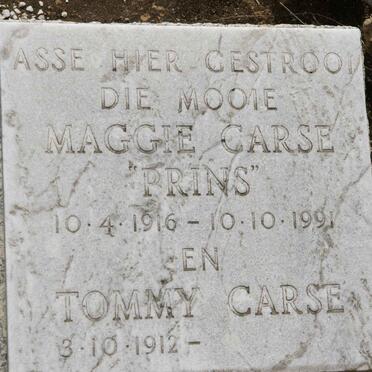 ASSE HIER GESTROOI
DIE MOOIE
MAGGIE CARSE
"PRINS"
10·4·1916 – 10·10·1991
EN
TOMMY CARSE
3·10·1912 –